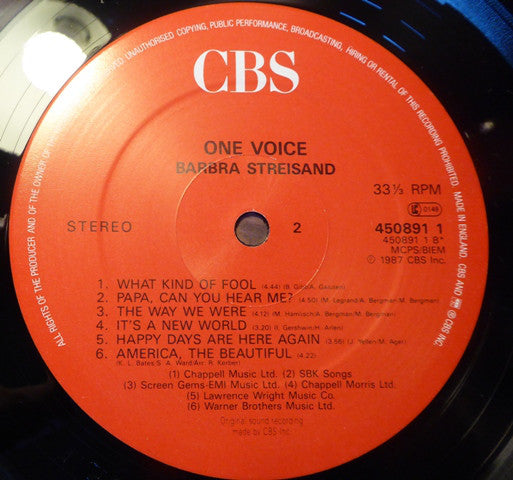 UNAUTHORISED COPYING, PUBLIC PERFORMANCE, BROADCASTING, HIRING OR RENTAL OF THIS RECORDING PROHIBITED. MADE IN ENGLAND. CBS AND ARE ® CBS INC.
ALL RIGHTS OF THE PRODUCER AND OF THE OWNER OF
CBS
ONE VOICE
BARBRA STREISAND
33⅓ RPM
STEREO
2
450891 1
450891 1 B*
MCPS/BIEM
℗ 1987 CBS Inc.
1. WHAT KIND OF FOOL (4.44) (B. Gibb/A. Galuten)
2. PAPA, CAN YOU HEAR ME? (4.50) (M. Legrand/A. Bergman/M. Bergman)
3. THE WAY WE WERE (4.12) (M. Hamlisch/A. Bergman/M. Bergman)
4. IT'S A NEW WORLD (3.20) (I. Gershwin/H. Arlen)
5. HAPPY DAYS ARE HERE AGAIN (3.56) (J. Yellen/M. Ager)
6. AMERICA, THE BEAUTIFUL (4.22)
(K. L. Bates/S. A. Ward/Arr. R. Kerber)
(1) Chappell Music Ltd. (2) SBK Songs
(3) Screen Gems-EMI Music Ltd. (4) Chappell Morris Ltd.
(5) Lawrence Wright Music Co.
(6) Warner Brothers Music Ltd.
Original sound recording
made by CBS Inc.